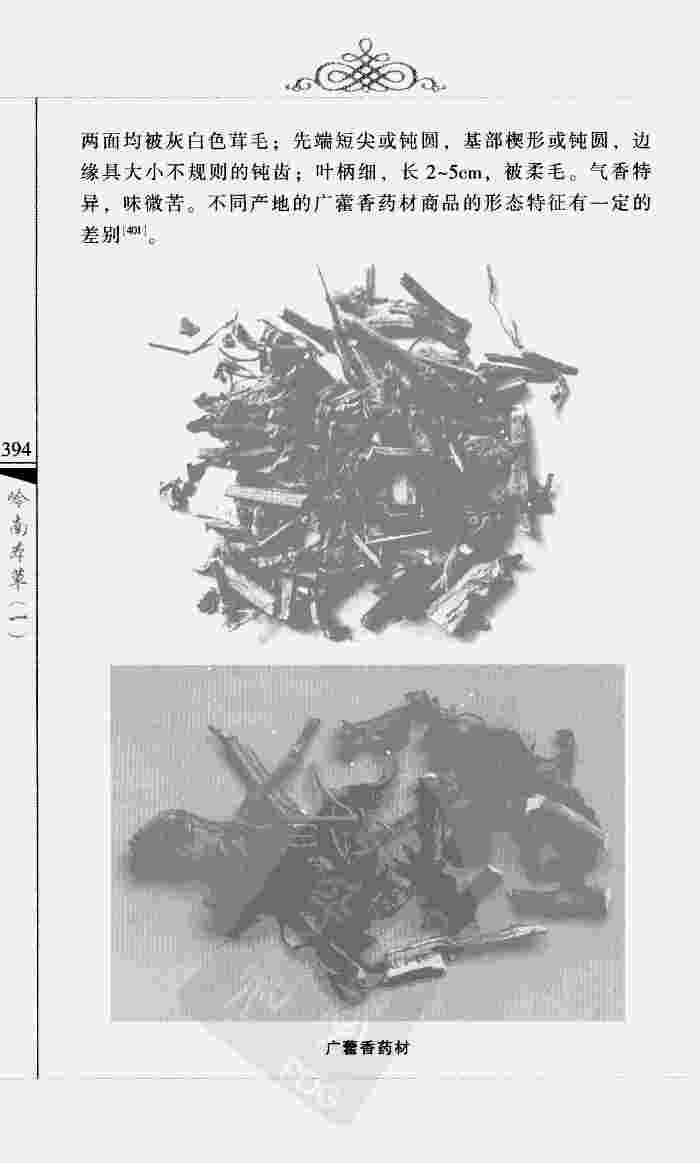 两面均被灰白色茸毛；先端短尖或钝圆，基部楔形或钝圆，边
缘具大小不规则的钝齿；叶柄细，长 2~5cm，被柔毛。气香特
异，味微苦。不同产地的广藿香药材商品的形态特征有一定的
差别[401]。
394
岭南本草（一）
广藿香药材